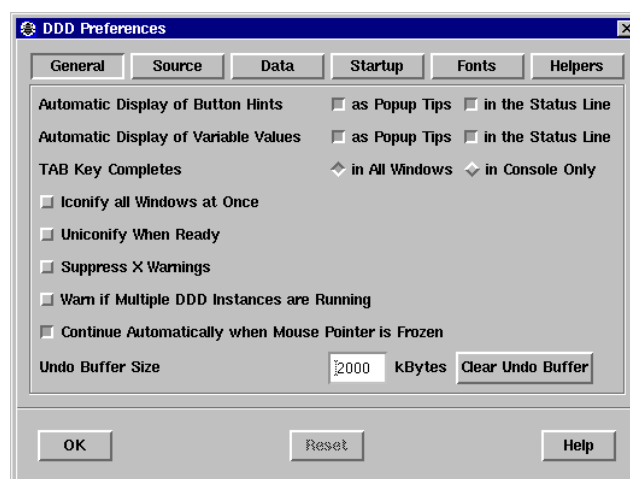 DDD Preferences
General Source Data Startup Fonts Helpers
Automatic Display of Button Hints as Popup Tips in the Status Line
Automatic Display of Variable Values as Popup Tips in the Status Line
TAB Key Completes in All Windows in Console Only
Iconify all Windows at Once
Uniconify When Ready
Suppress X Warnings
Warn if Multiple DDD Instances are Running
Continue Automatically when Mouse Pointer is Frozen
Undo Buffer Size 2000 kBytes Clear Undo Buffer
OK Reset Help